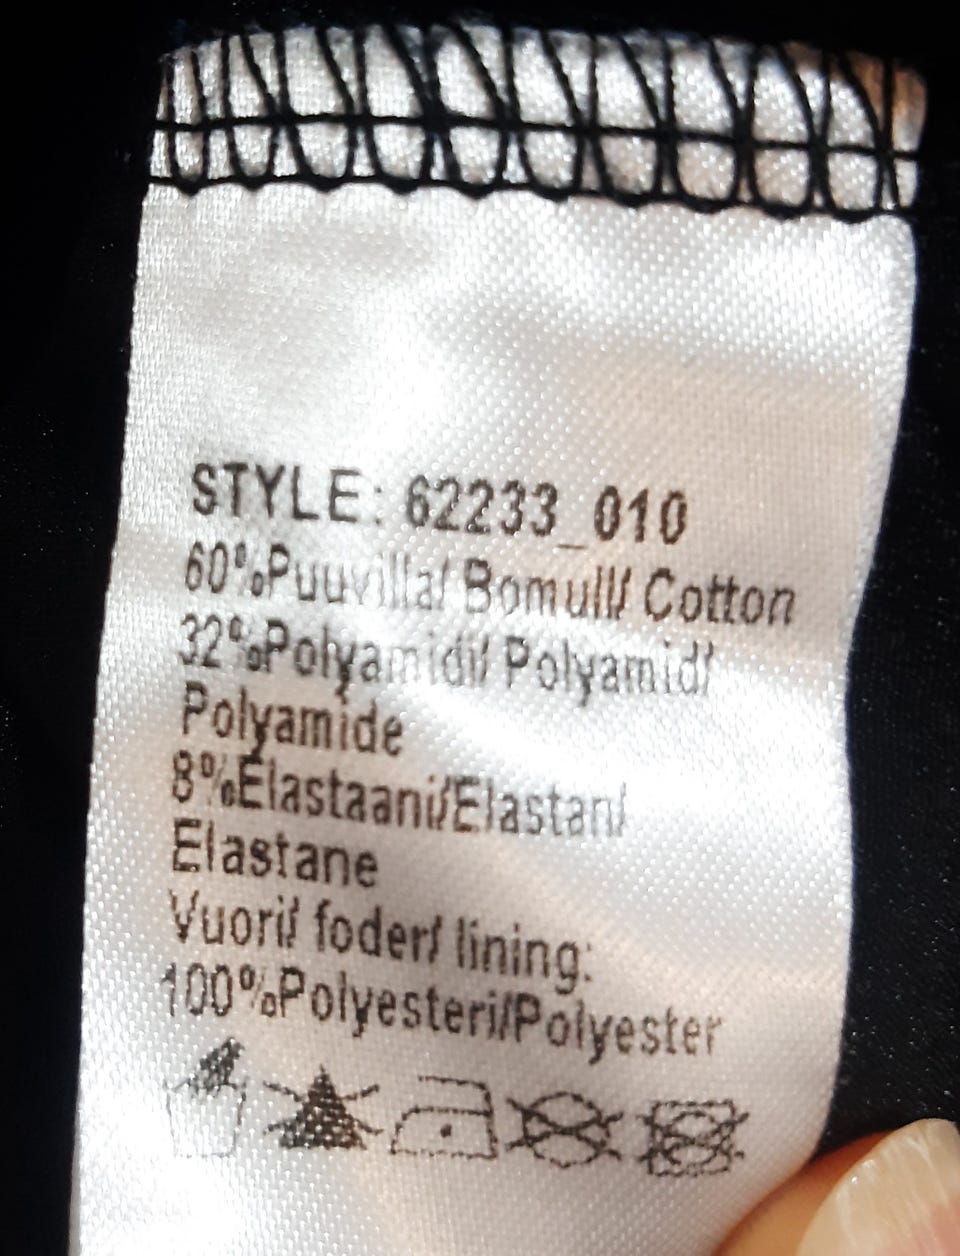 STYLE: 62233_010
60%Puuvilla/ Bomull/ Cotton
32%Polyamidi/ Polyamid/
Polyamide
8%Elastaani/Elastan/
Elastane
Vuori/ foder/ lining:
100%Polyesteri/Polyester